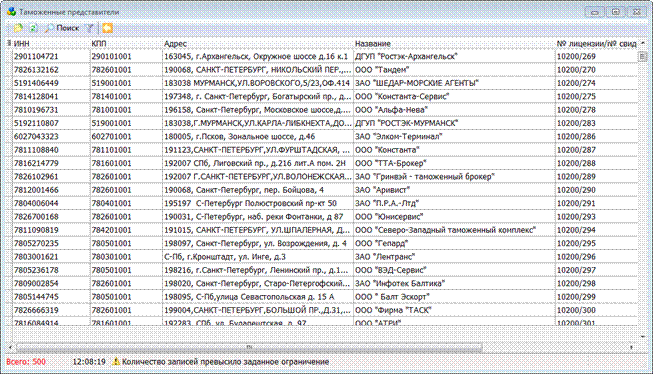 Таможенные представители
Поиск
ИНН КПП Адрес Название № лицензии/№ свид
2901104721 290101001 163045, г.Архангельск, Окружное шоссе д.16 к.1 ДГУП "Ростэк-Архангельск" 10200/269
7826132162 782601001 190068, САНКТ-ПЕТЕРБУРГ, НИКОЛЬСКИЙ ПЕР.,... ООО "Тандем" 10200/270
5191406449 519001001 183038 МУРМАНСК,УЛ.ВОРОВСКОГО,5/23,ОФ.414 ЗАО "ШЕДАР-МОРСКИЕ АГЕНТЫ" 10200/274
7814128041 781401001 197348, г. Санкт-Петербург, Богатырский пр., д... ООО "Константа-Сервис" 10200/275
7810196731 781001001 196158, Санкт-Петербург, Московское шоссе,д.... ООО "Альфа-Нева" 10200/278
5192110807 519001001 183038,Г.МУРМАНСК,УЛ.КАРЛА-ЛИБКНЕХТА,ДО... ДГУП "РОСТЭК-МУРМАНСК" 10200/283
6027043323 602701001 180005, г.Псков, Зональное шоссе, д.46 ЗАО "Элком-Терминал" 10200/286
7811108840 781101001 191123,САНКТ-ПЕТЕРБУРГ,УЛ.ФУРШТАДСКАЯ, ... ООО "Константа" 10200/287
7816214779 781601001 192007 СПб, Лиговский пр., д.216 лит.А пом. 2Н ООО "ТТА-Брокер" 10200/288
7826102961 782601001 192007 Г.САНКТ-ПЕТЕРБУРГ,УЛ.ВОЛОНЕЖСКАЯ... ЗАО "Гринвэй - таможенный брокер" 10200/289
7812001466 782601001 190068, Санкт-Петербург, пер. Бойцова, 4 ЗАО "Аривист" 10200/290
7804006044 780401001 195197 С-Петербург Полюстровский пр-кт 50 ЗАО "П.Р.А.-Лтд" 10200/291
7826700168 782601001 190031, С-Петербург, наб. реки Фонтанки, д 87 ООО "Юнисервис" 10200/293
7811090819 784201001 191015, САНКТ-ПЕТЕРБУРГ, УЛ.ШПАЛЕРНАЯ, Д... ООО "Северо-Западный таможенный комплекс" 10200/294
7805270235 780501001 198097, Санкт-Петербург, ул. Возрождения, д. 4 ООО "Гепард" 10200/295
7803001621 780301001 С-Пб, г.Кронштадт, ул. Инге, д.3 ЗАО "Лентранс" 10200/296
7805236178 780501001 198216, г.Санкт-Петербург, Ленинский пр., д.1... ООО "ВЭД-Сервис" 10200/297
7809002854 782601001 198020, Санкт-Петербург, Старо-Петергофский... ЗАО "Инфотек Балтика" 10200/298
7805144745 780501001 198095, С-Пб,улица Севастопольская д. 15 А ООО " Балт Эскорт" 10200/299
7826666319 780601001 199004,САНКТ-ПЕТЕРБУРГ,БОЛЬШОЙ ПР.,Д.31,... ООО "Фирма "ТАСК" 10200/300
7816084914 781601001 192283, СПб, ул. Будапештская, д. 97 ООО "АТРИ" 10200/301
Всего: 500 12:08:19 Количество записей превысило заданное ограничение